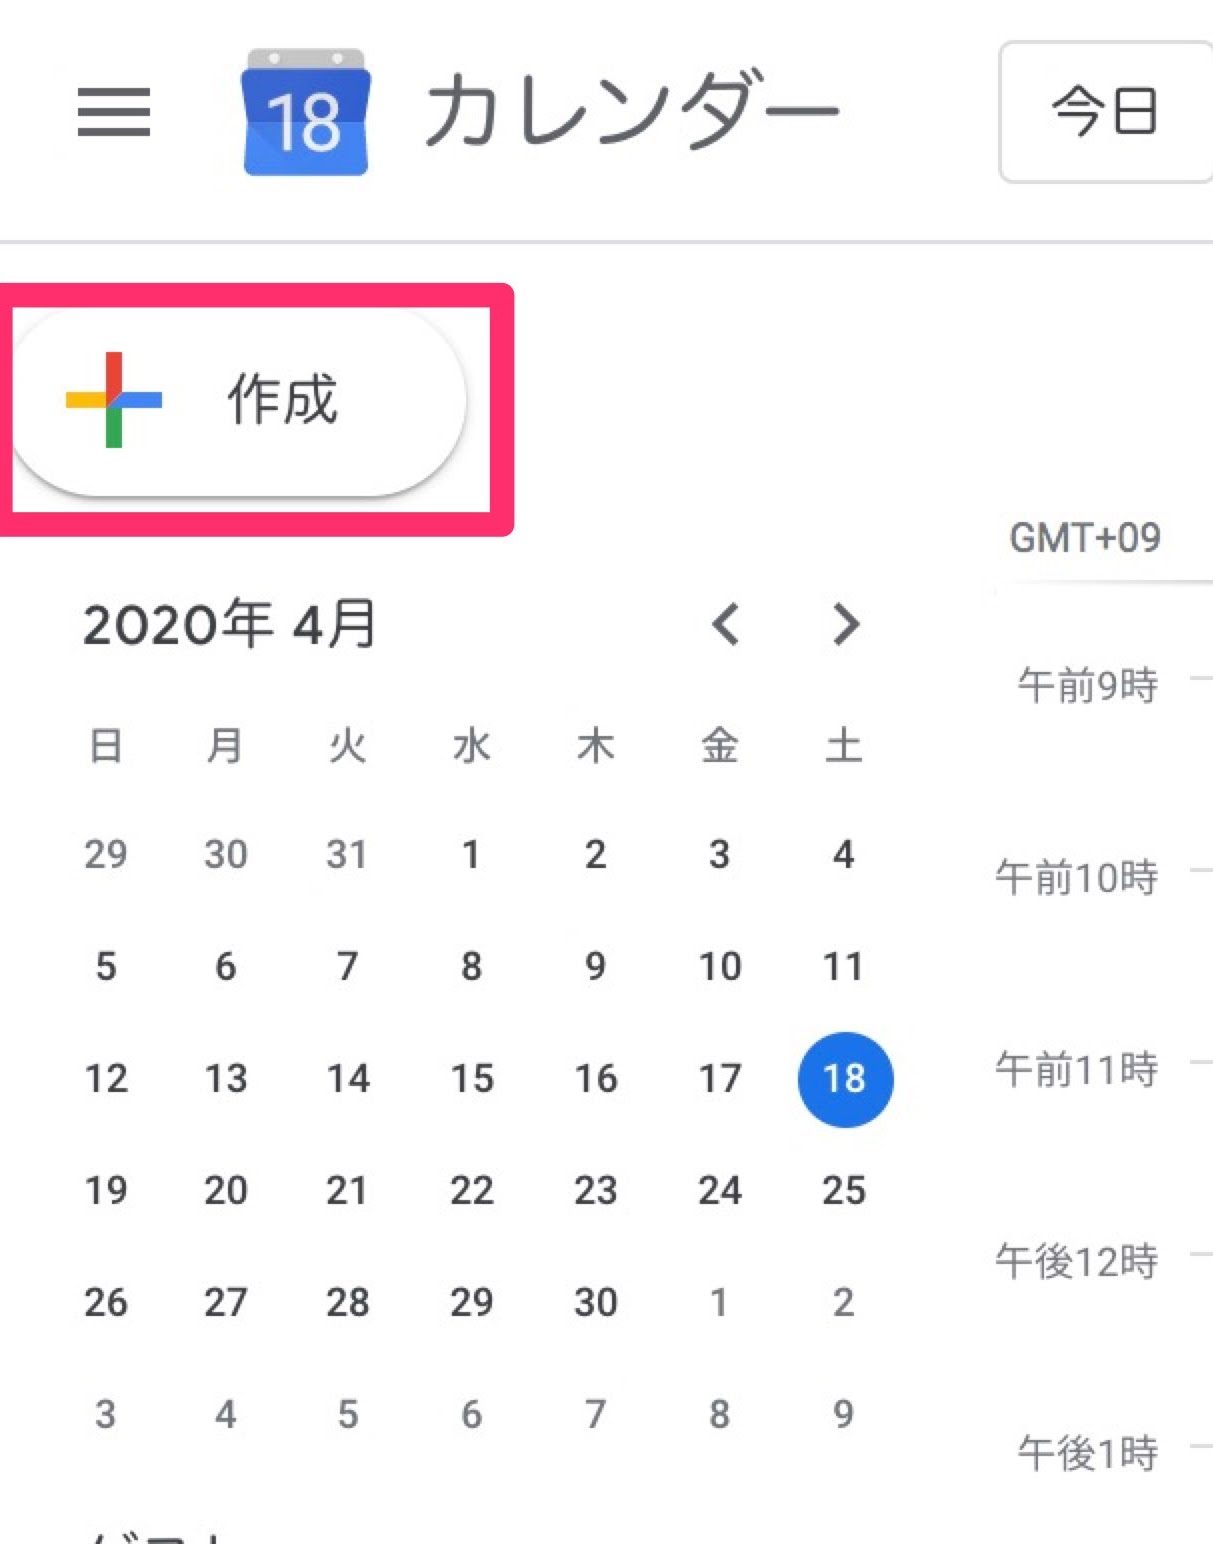 18 カレンダー 今日
作成
GMT+09
2020年 4月
日 月 火 水 木 金 土
29 30 31 1 2 3 4
5 6 7 8 9 10 11
12 13 14 15 16 17 18
19 20 21 22 23 24 25
26 27 28 29 30 1 2
3 4 5 6 7 8 9
午前9時
午前10時
午前11時
午後12時
午後1時